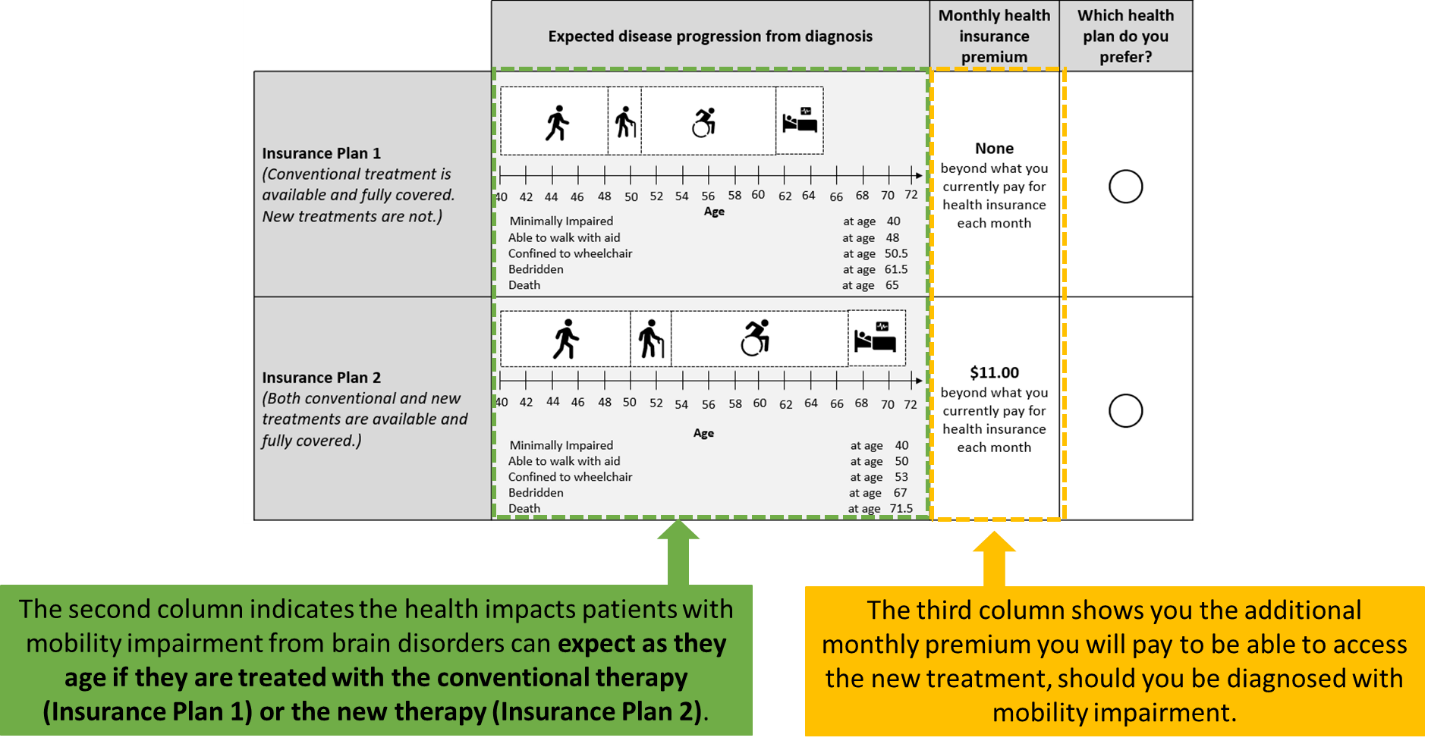 Expected disease progression from diagnosis
Monthly health
insurance
premium
Which health
plan do you
prefer?
Insurance Plan 1
(Conventional treatment is
available and fully covered.
New treatments are not.)
40 42 44 46 48 50 52 54 56 58 60 62 64 66 68 70 72
Age
Minimally Impaired at age 40
Able to walk with aid at age 48
Confined to wheelchair at age 50.5
Bedridden at age 61.5
Death at age 65
None
beyond what you
currently pay for
health insurance
each month
Insurance Plan 2
(Both conventional and new
treatments are available and
fully covered.)
40 42 44 46 48 50 52 54 56 58 60 62 64 66 68 70 72
Age
Minimally Impaired at age 40
Able to walk with aid at age 50
Confined to wheelchair at age 53
Bedridden at age 67
Death at age 71.5
$11.00
beyond what you
currently pay for
health insurance
each month
The second column indicates the health impacts patients with
mobility impairment from brain disorders can expect as they
age if they are treated with the conventional therapy
(Insurance Plan 1) or the new therapy (Insurance Plan 2).
The third column shows you the additional
monthly premium you will pay to be able to access
the new treatment, should you be diagnosed with
mobility impairment.